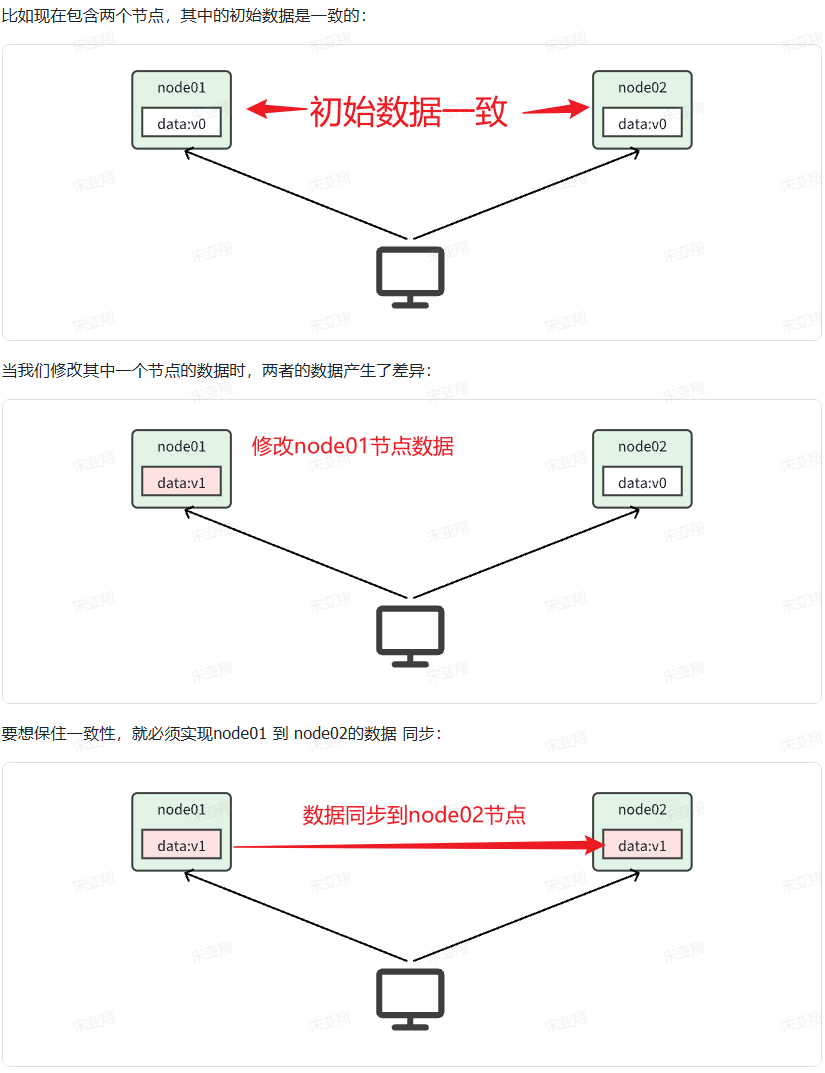 比如现在包含两个节点，其中的初始数据是一致的：
node01
node02
初始数据一致
data:v0
data:v0
当我们修改其中一个节点的数据时，两者的数据产生了差异：
node01
修改node01节点数据
node02
data:v1
data:v0
要想保住一致性，就必须实现node01 到 node02的数据 同步：
node01
数据同步到node02节点
node02
data:v1
data:v1
宋亚翔